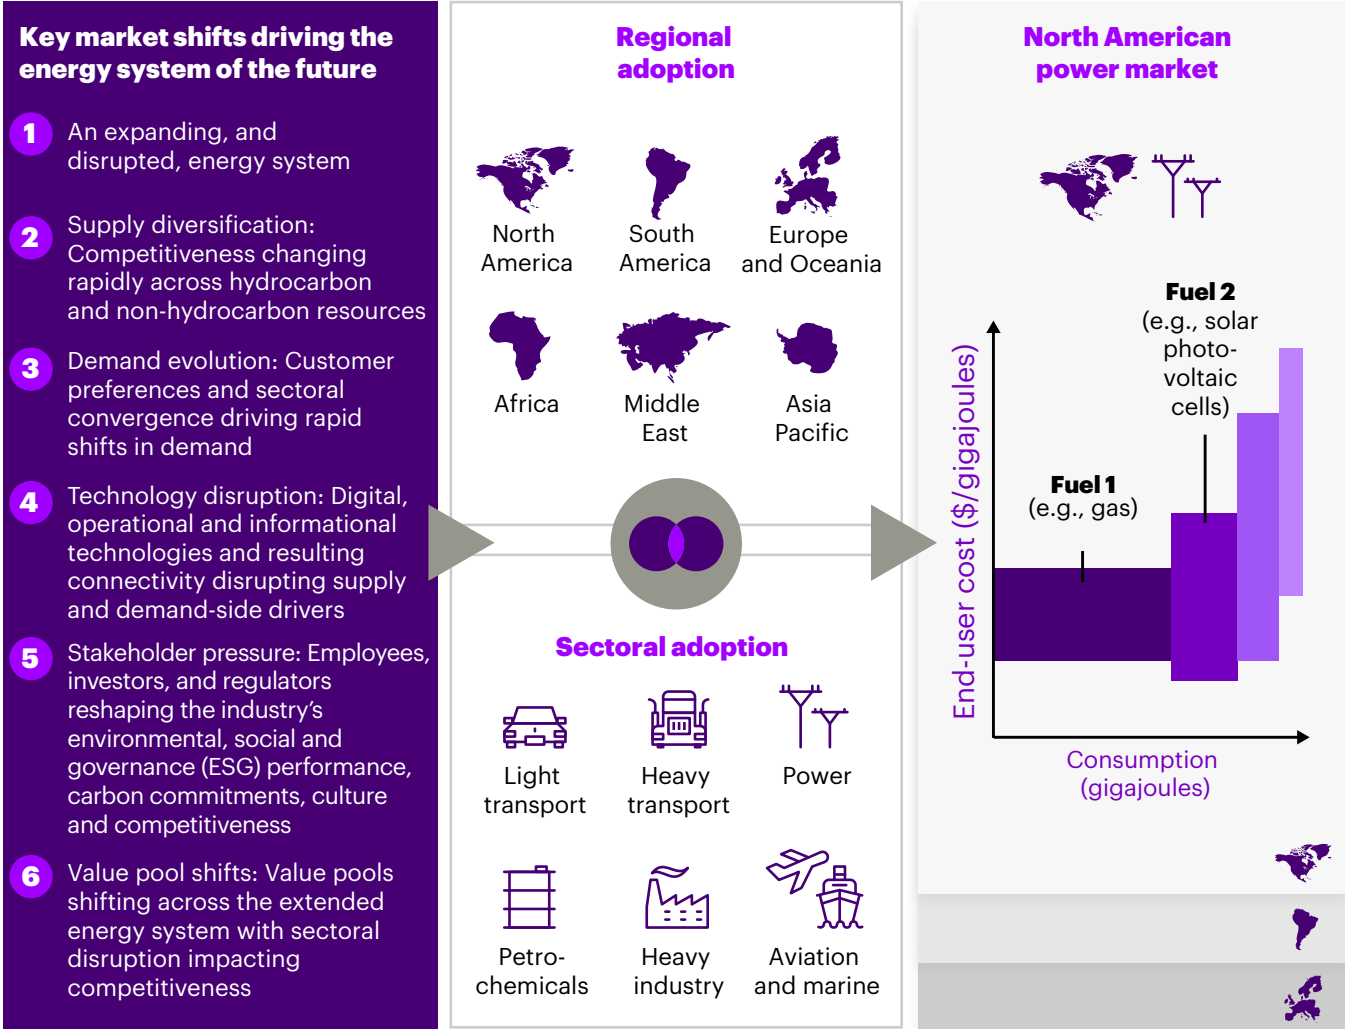 Key market shifts driving the
energy system of the future
1
An expanding, and
disrupted, energy system
2
Supply diversification:
Competitiveness changing
rapidly across hydrocarbon
and non-hydrocarbon resources
3
Demand evolution: Customer
preferences and sectoral
convergence driving rapid
shifts in demand
4
Technology disruption: Digital,
operational and informational
technologies and resulting
connectivity disrupting supply
and demand-side drivers
5
Stakeholder pressure: Employees,
investors, and regulators
reshaping the industry’s
environmental, social and
governance (ESG) performance,
carbon commitments, culture
and competitiveness
6
Value pool shifts: Value pools
shifting across the extended
energy system with sectoral
disruption impacting
competitiveness
Regional
adoption
North
America
South
America
Europe
and Oceania
Africa
Middle
East
Asia
Pacific
Sectoral adoption
Light
transport
Heavy
transport
Power
Petro-
chemicals
Heavy
industry
Aviation
and marine
North American
power market
Fuel 2
(e.g., solar
photo-
voltaic
cells)
Fuel 1
(e.g., gas)
End-user cost ($/gigajoules)
Consumption
(gigajoules)